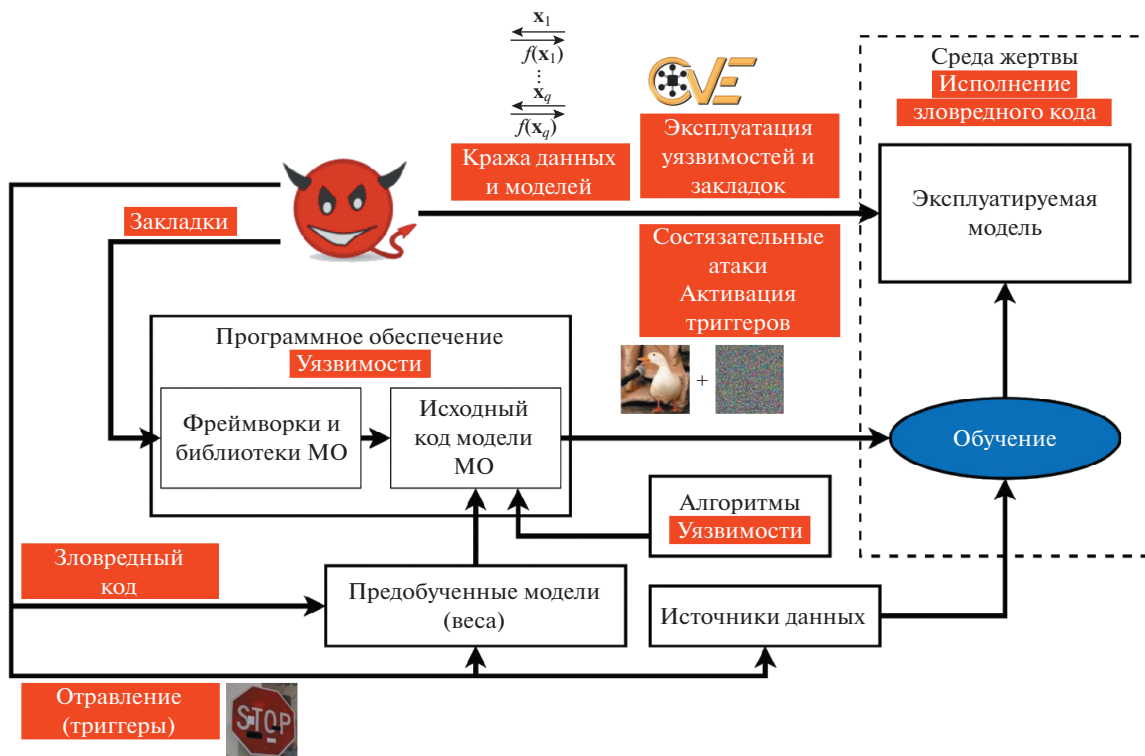 x1
f(x1)
⋮
xq
f(xq)
CVE
Кража данных
и моделей
Эксплуатация
уязвимостей и
закладок
Среда жертвы
Исполнение
зловредного кода
Эксплуатируемая
модель
Закладки
Состязательные
атаки
Активация
триггеров
+
Программное обеспечение
Уязвимости
Фреймворки и
библиотеки МО
Исходный
код модели
МО
Обучение
Алгоритмы
Уязвимости
Зловредный
код
Предобученные модели
(веса)
Источники данных
Отравление
(триггеры)
STOP